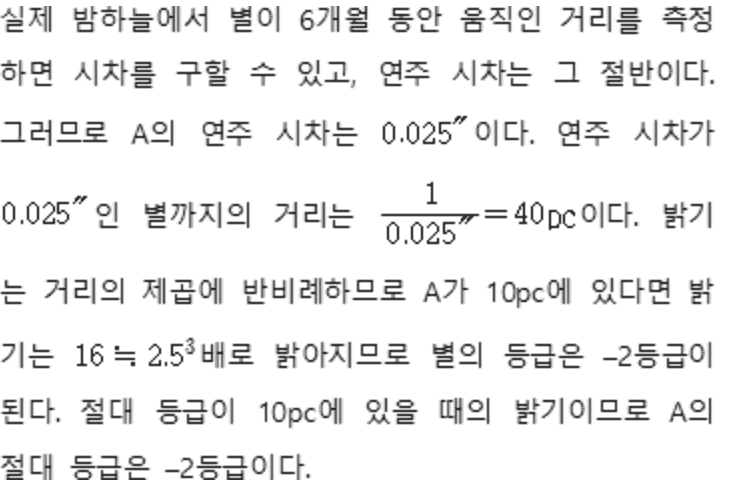 실제 밤하늘에서 별이 6개월 동안 움직인 거리를 측정
하면 시차를 구할 수 있고, 연주 시차는 그 절반이다.
그러므로 A의 연주 시차는 0.025″이다. 연주 시차가
0.025″인 별까지의 거리는 1/0.025″=40pc이다. 밝기
는 거리의 제곱에 반비례하므로 A가 10pc에 있다면 밝
기는 16≒2.5³배로 밝아지므로 별의 등급은 –2등급이
된다. 절대 등급이 10pc에 있을 때의 밝기이므로 A의
절대 등급은 –2등급이다.